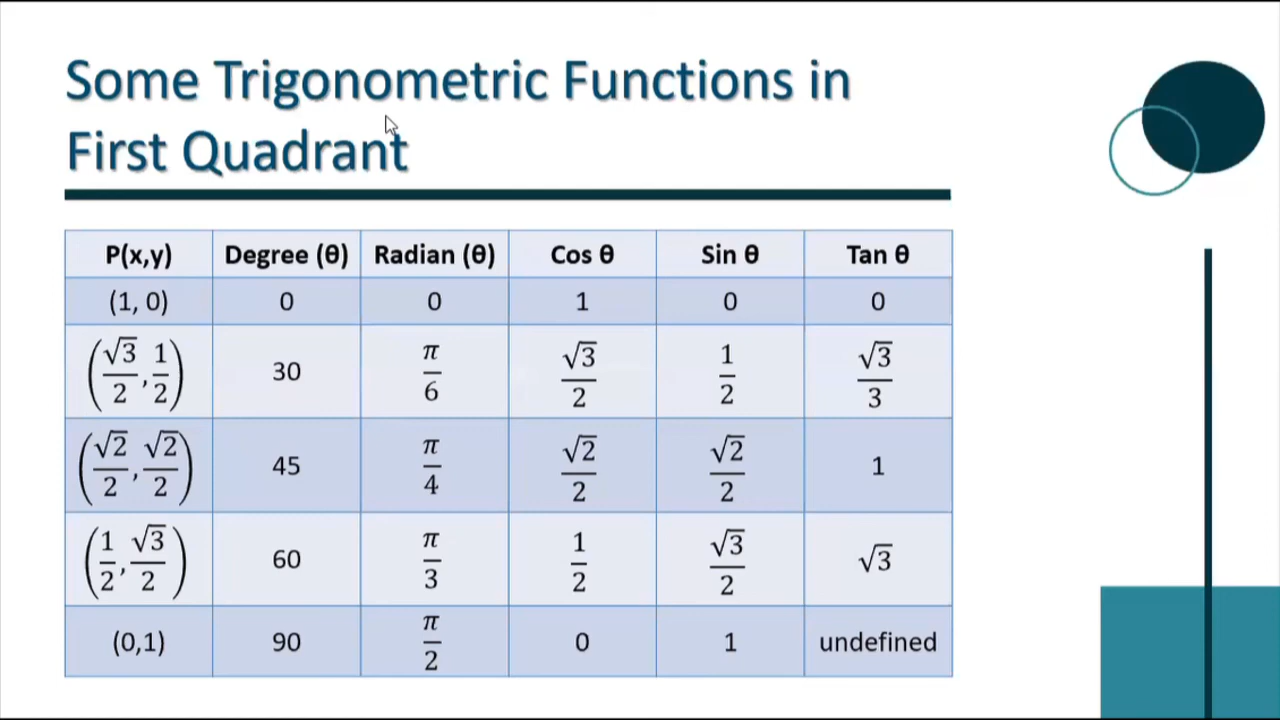 Some Trigonometric Functions in
First Quadrant
P(x,y) Degree (θ) Radian (θ) Cos θ Sin θ Tan θ
(1, 0) 0 0 1 0 0
(√3/2, 1/2) 30 π/6 √3/2 1/2 √3/3
(√2/2, √2/2) 45 π/4 √2/2 √2/2 1
(1/2, √3/2) 60 π/3 1/2 √3/2 √3
(0,1) 90 π/2 0 1 undefined